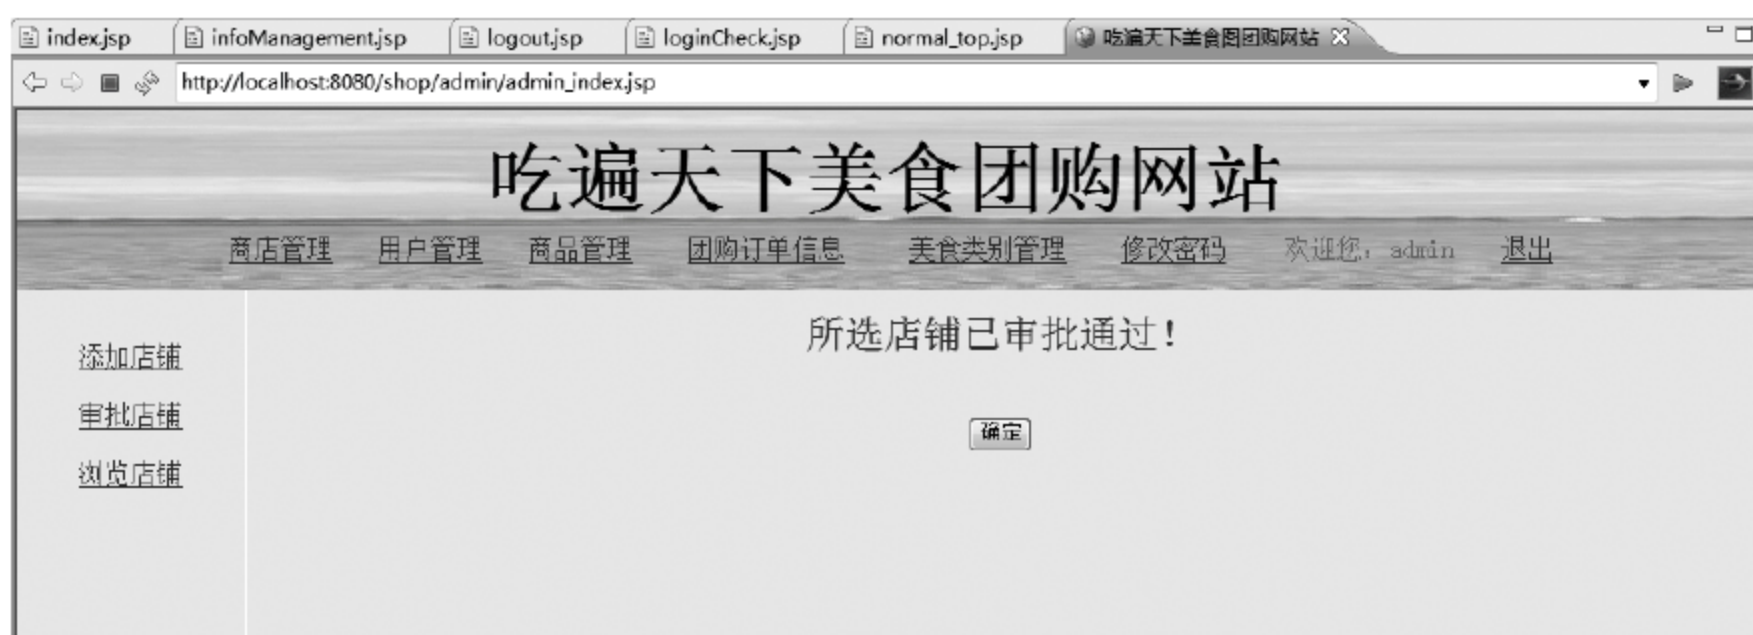 index.jsp infoManagement.jsp logout.jsp loginCheck.jsp normal_top.jsp 吃遍天下美食图团购网站
http://localhost:8080/shop/admin/admin_index.jsp
吃遍天下美食团购网站
商店管理 用户管理 商品管理 团购订单信息 美食类别管理 修改密码 欢迎您：admin 退出
所选店铺已审批通过！
添加店铺
审批店铺
确定
浏览店铺